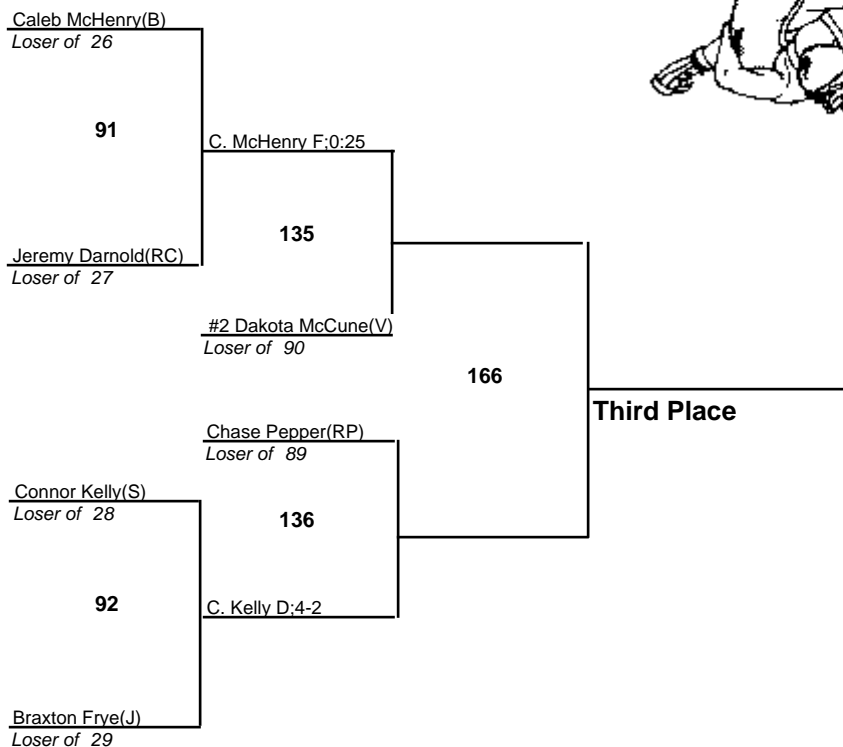 Caleb McHenry(B)
Loser of 26
91
C. McHenry F;0:25
Jeremy Darnold(RC)
Loser of 27
135
#2 Dakota McCune(V)
Loser of 90
166
Third Place
Chase Pepper(RP)
Loser of 89
Connor Kelly(S)
Loser of 28
136
92
C. Kelly D;4-2
Braxton Frye(J)
Loser of 29